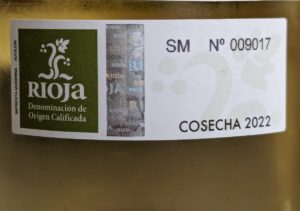 RIOJA
Denominación de
Origen Calificada
SM Nº 009017
COSECHA 2022